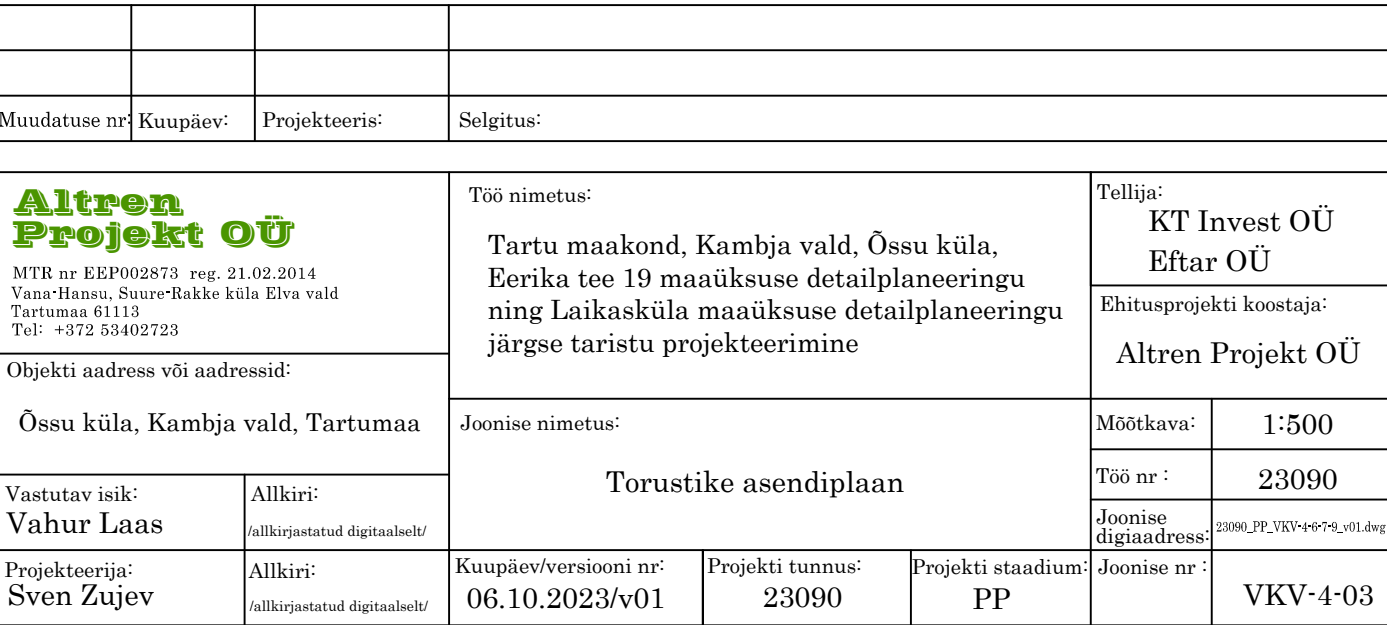 Muudatuse nr:
Kuupäev:
Projekteeris:
Selgitus:
Altren
Projekt OÜ
MTR nr EEP002873 reg. 21.02.2014
Vana-Hansu, Suure-Rakke küla Elva vald
Tartumaa 61113
Tel: +372 53402723
Töö nimetus:
Tartu maakond, Kambja vald, Õssu küla,
Eerika tee 19 maaüksuse detailplaneeringu
ning Laikasküla maaüksuse detailplaneeringu
järgse taristu projekteerimine
Tellija:
KT Invest OÜ
Eftar OÜ
Ehitusprojekti koostaja:
Altren Projekt OÜ
Objekti aadress või aadressid:
Õssu küla, Kambja vald, Tartumaa
Joonise nimetus:
Torustike asendiplaan
Mõõtkava:
1:500
Töö nr :
23090
Joonise
digiaadress:
23090_PP_VKV-4-6-7-9_v01.dwg
Vastutav isik:
Vahur Laas
Allkiri:
/allkirjastatud digitaalselt/
Projekteerija:
Sven Zujev
Allkiri:
/allkirjastatud digitaalselt/
Kuupäev/versiooni nr:
06.10.2023/v01
Projekti tunnus:
23090
Projekti staadium:
PP
Joonise nr :
VKV-4-03